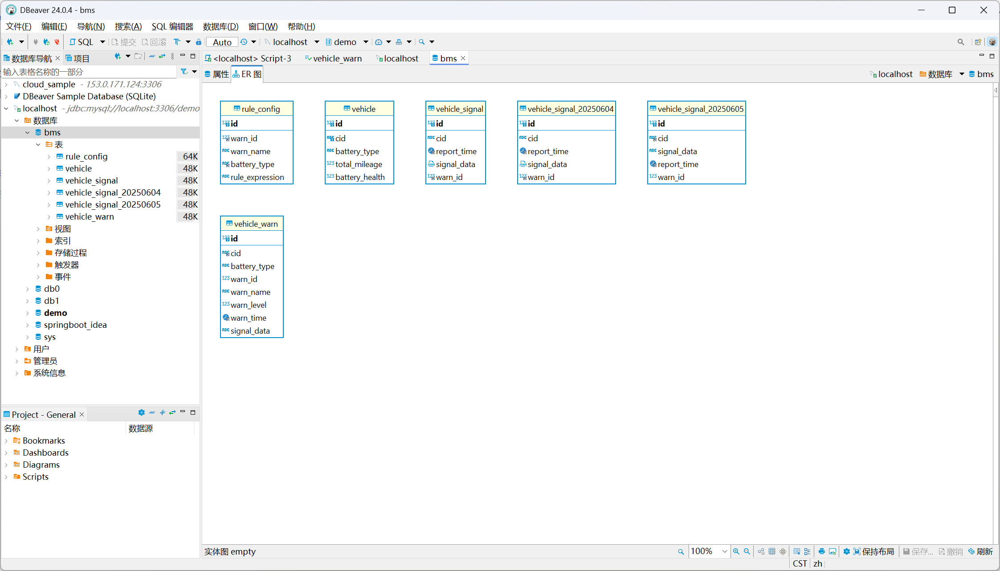 DBeaver 24.0.4 - bms
文件(F) 编辑(E) 导航(N) 搜索(A) SQL 编辑器 数据库(D) 窗口(W) 帮助(H)
SQL 提交 回滚 Auto localhost demo
数据库导航 项目
输入表格名称的一部分
cloud_sample - 153.0.171.124:3306
DBeaver Sample Database (SQLite)
localhost - jdbc:mysql://localhost:3306/demo
数据库
bms
表
rule_config 64K
vehicle 48K
vehicle_signal 48K
vehicle_signal_20250604 48K
vehicle_signal_20250605 48K
vehicle_warn 48K
视图
索引
存储过程
触发器
事件
db0
db1
demo
springboot_idea
sys
用户
管理员
系统信息
Project - General
名称 数据源
Bookmarks
Dashboards
Diagrams
Scripts
<localhost> Script-3 vehicle_warn localhost bms
属性 ER 图 localhost 数据库 bms
rule_config
id
warn_id
warn_name
battery_type
rule_expression
vehicle
id
cid
battery_type
total_mileage
battery_health
vehicle_signal
id
cid
report_time
signal_data
warn_id
vehicle_signal_20250604
id
cid
report_time
signal_data
warn_id
vehicle_signal_20250605
id
cid
signal_data
report_time
warn_id
vehicle_warn
id
cid
battery_type
warn_id
warn_name
warn_level
warn_time
signal_data
实体图 empty 100% 保持布局 保存... 撤销 刷新
CST zh